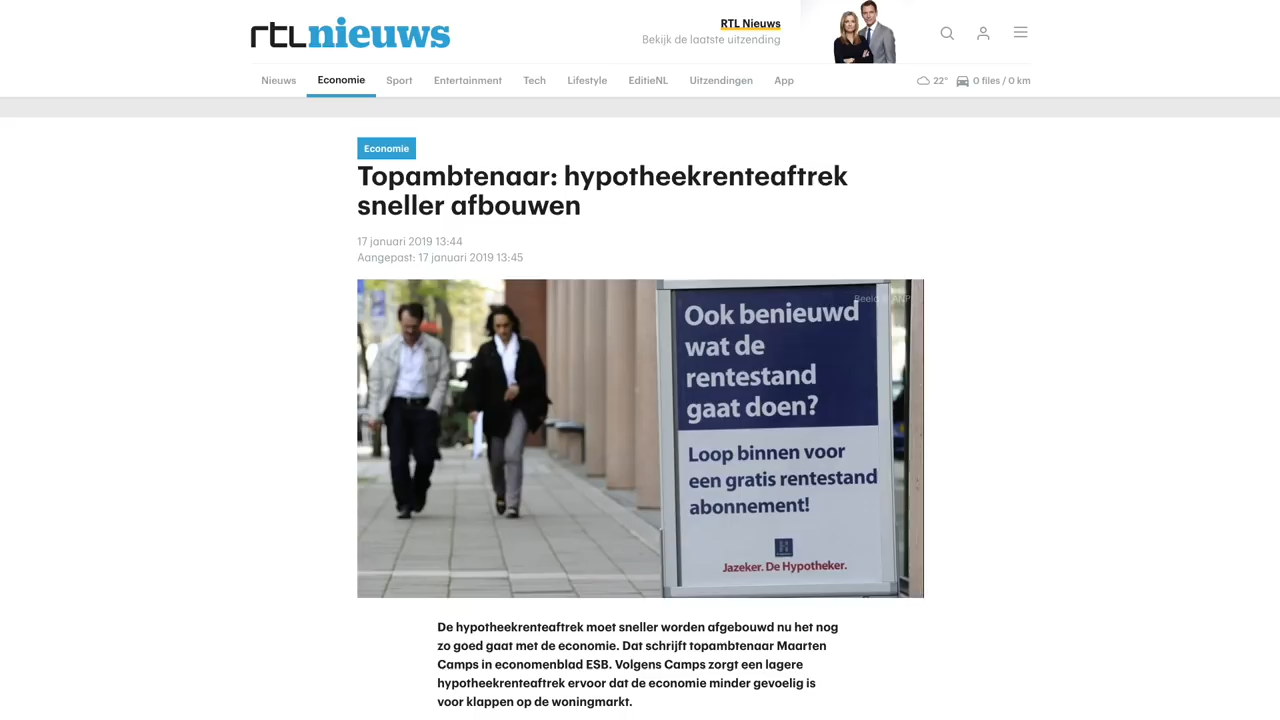 rtlnieuws
RTL Nieuws
Bekijk de laatste uitzending
Nieuws Economie Sport Entertainment Tech Lifestyle EditieNL Uitzendingen App 22° 0 files / 0 km
Economie
Topambtenaar: hypotheekrenteaftrek
sneller afbouwen
17 januari 2019 13:44
Aangepast: 17 januari 2019 13:45
Ook benieuwd
wat de
rentestand
gaat doen?
Loop binnen voor
een gratis rentestand
abonnement!
Jazeker. De Hypotheker.
De hypotheekrenteaftrek moet sneller worden afgebouwd nu het nog
zo goed gaat met de economie. Dat schrijft topambtenaar Maarten
Camps in economenblad ESB. Volgens Camps zorgt een lagere
hypotheekrenteaftrek ervoor dat de economie minder gevoelig is
voor klappen op de woningmarkt.